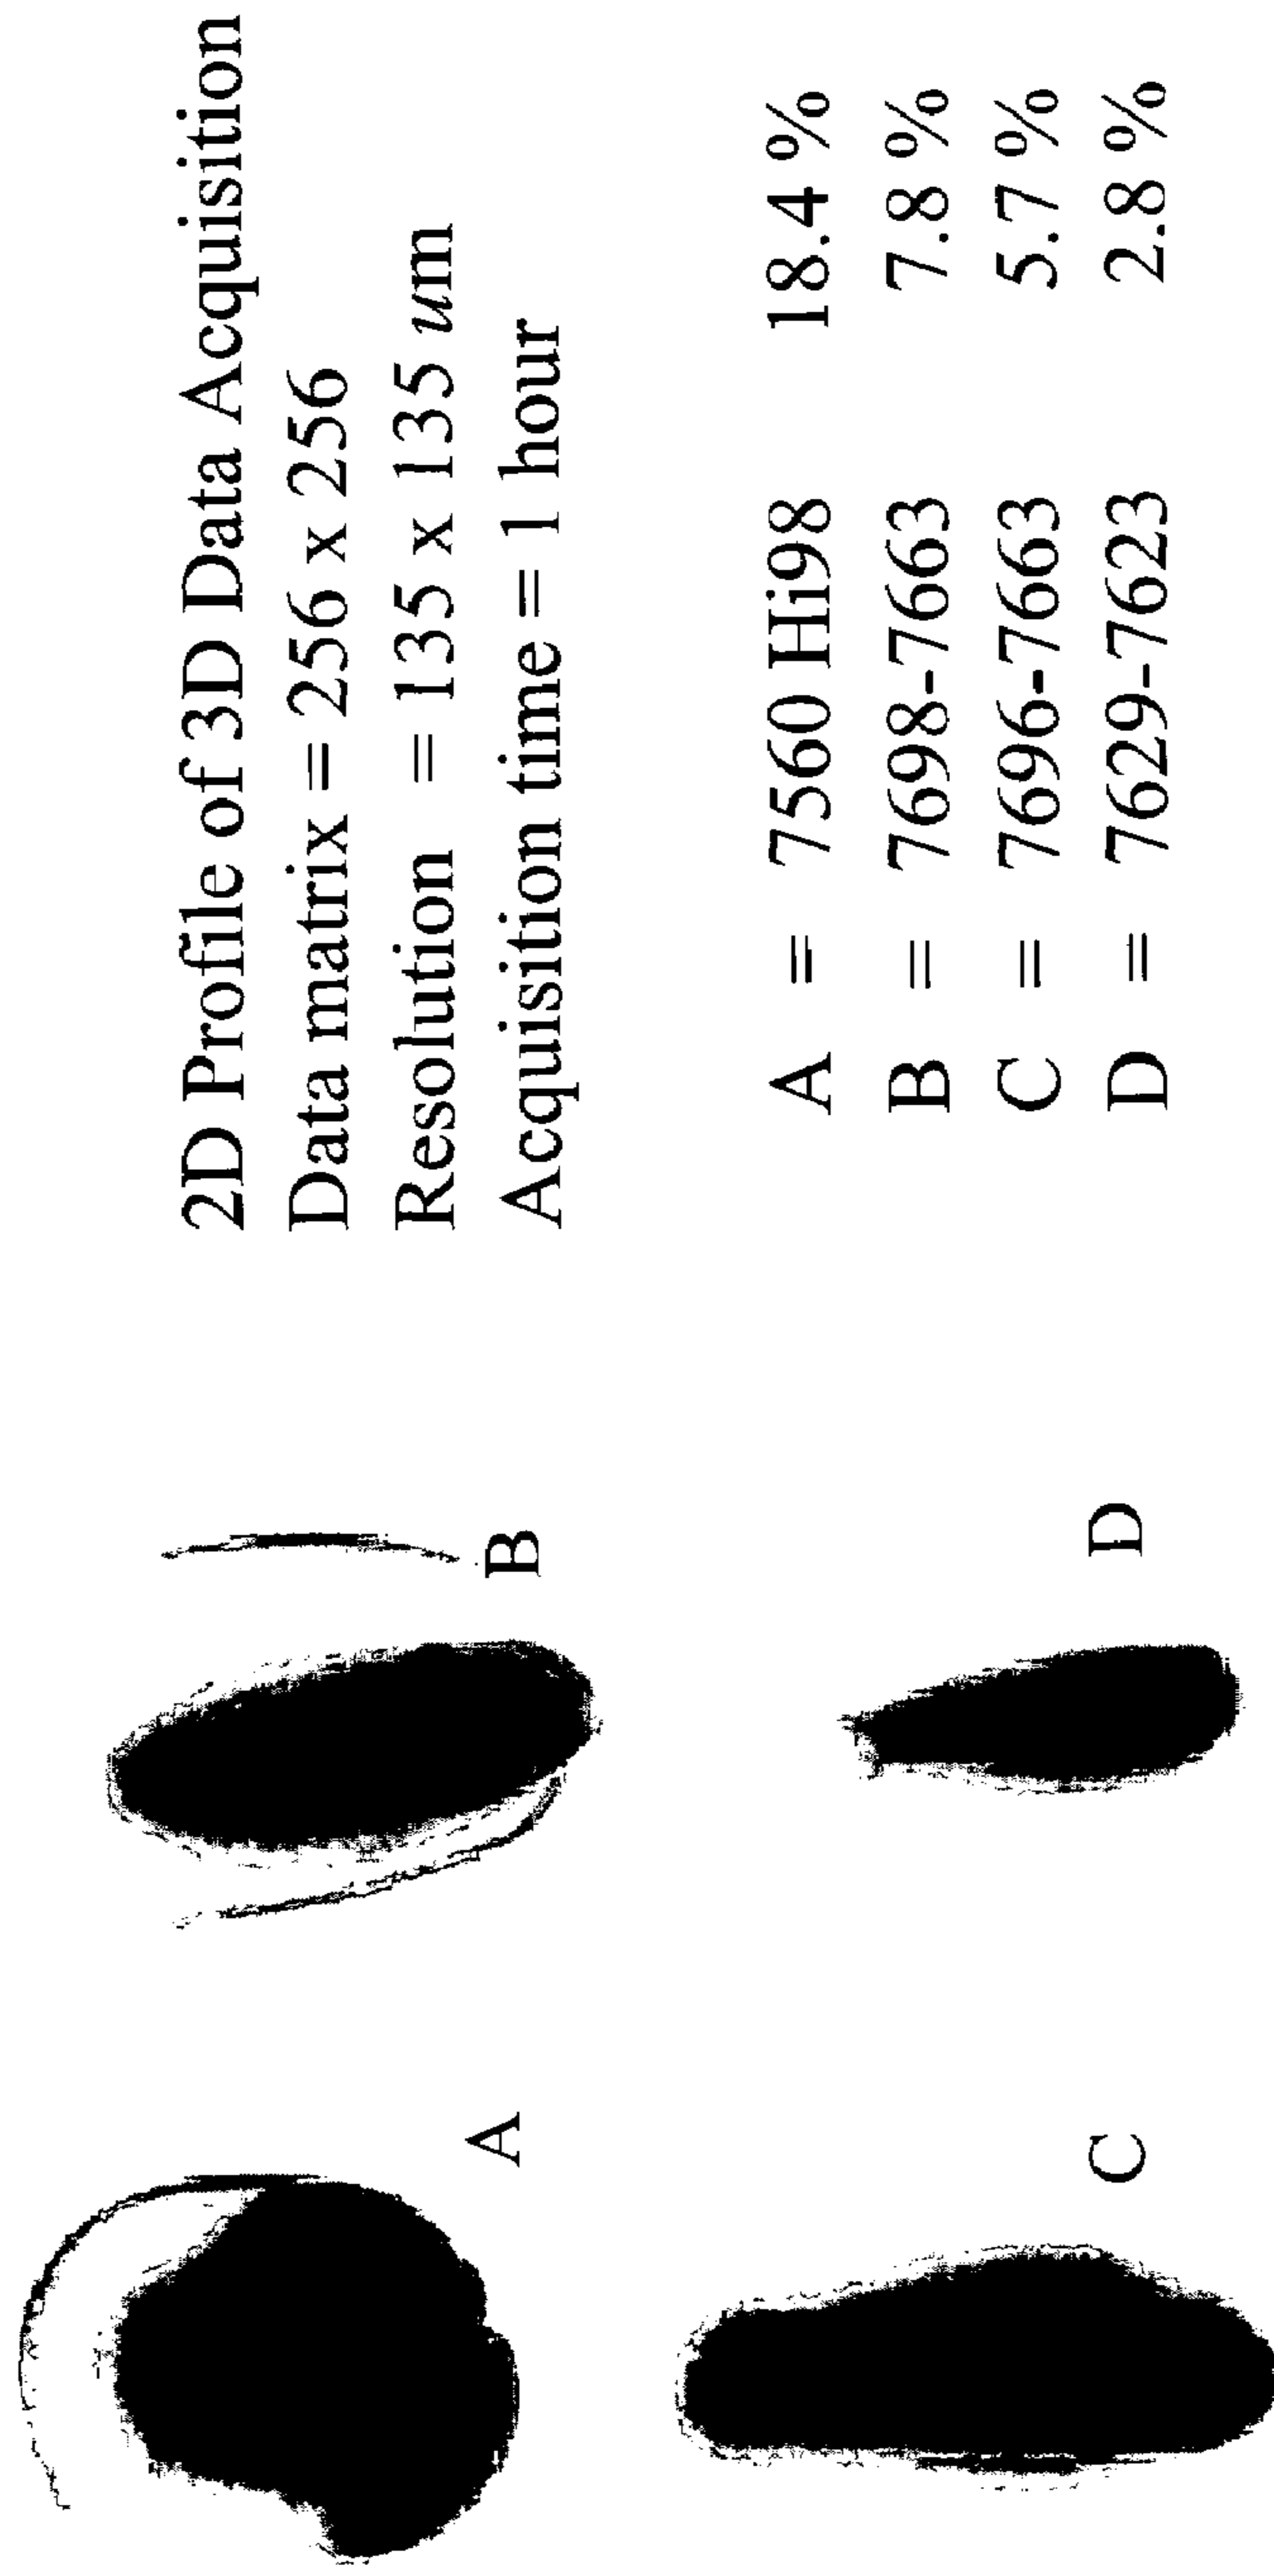 2D Profile of 3D Data Acquisition
Data matrix = 256 x 256
Resolution = 135 x 135 um
Acquisition time = 1 hour
A = 7560 Hi98 18.4 %
B = 7698-7663 7.8 %
C = 7696-7663 5.7 %
D = 7629-7623 2.8 %
A
B
C
D